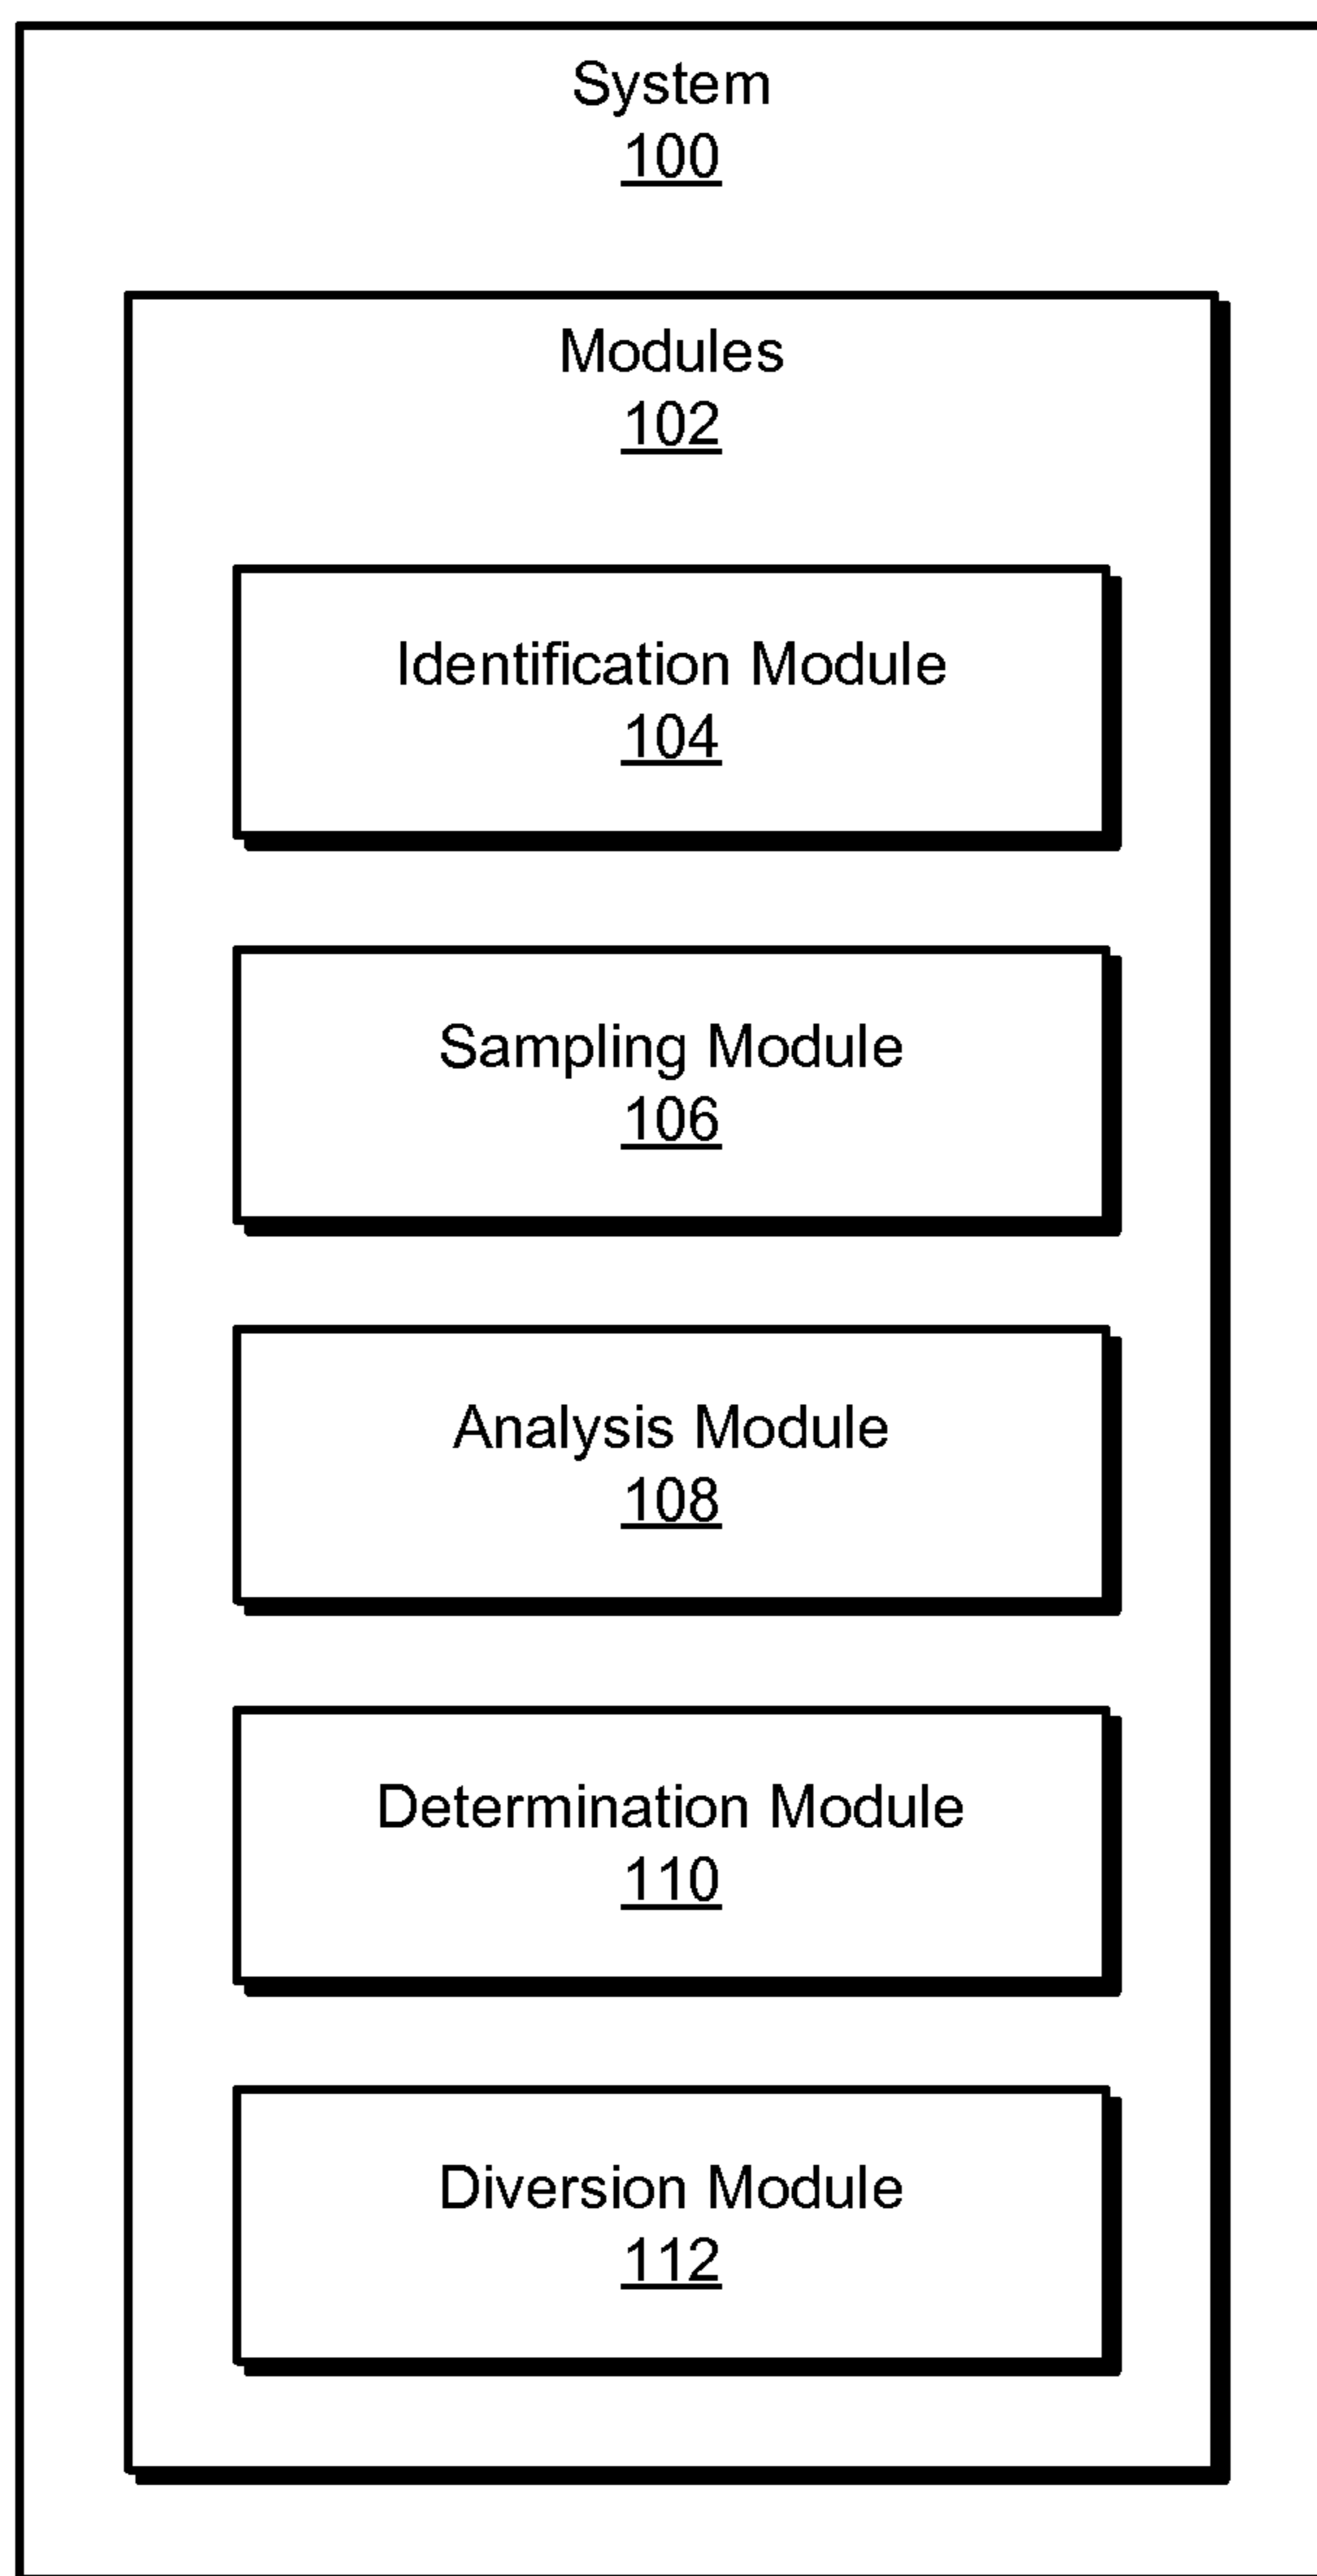 System
100
Modules
102
Identification Module
104
Sampling Module
106
Analysis Module
108
Determination Module
110
Diversion Module
112